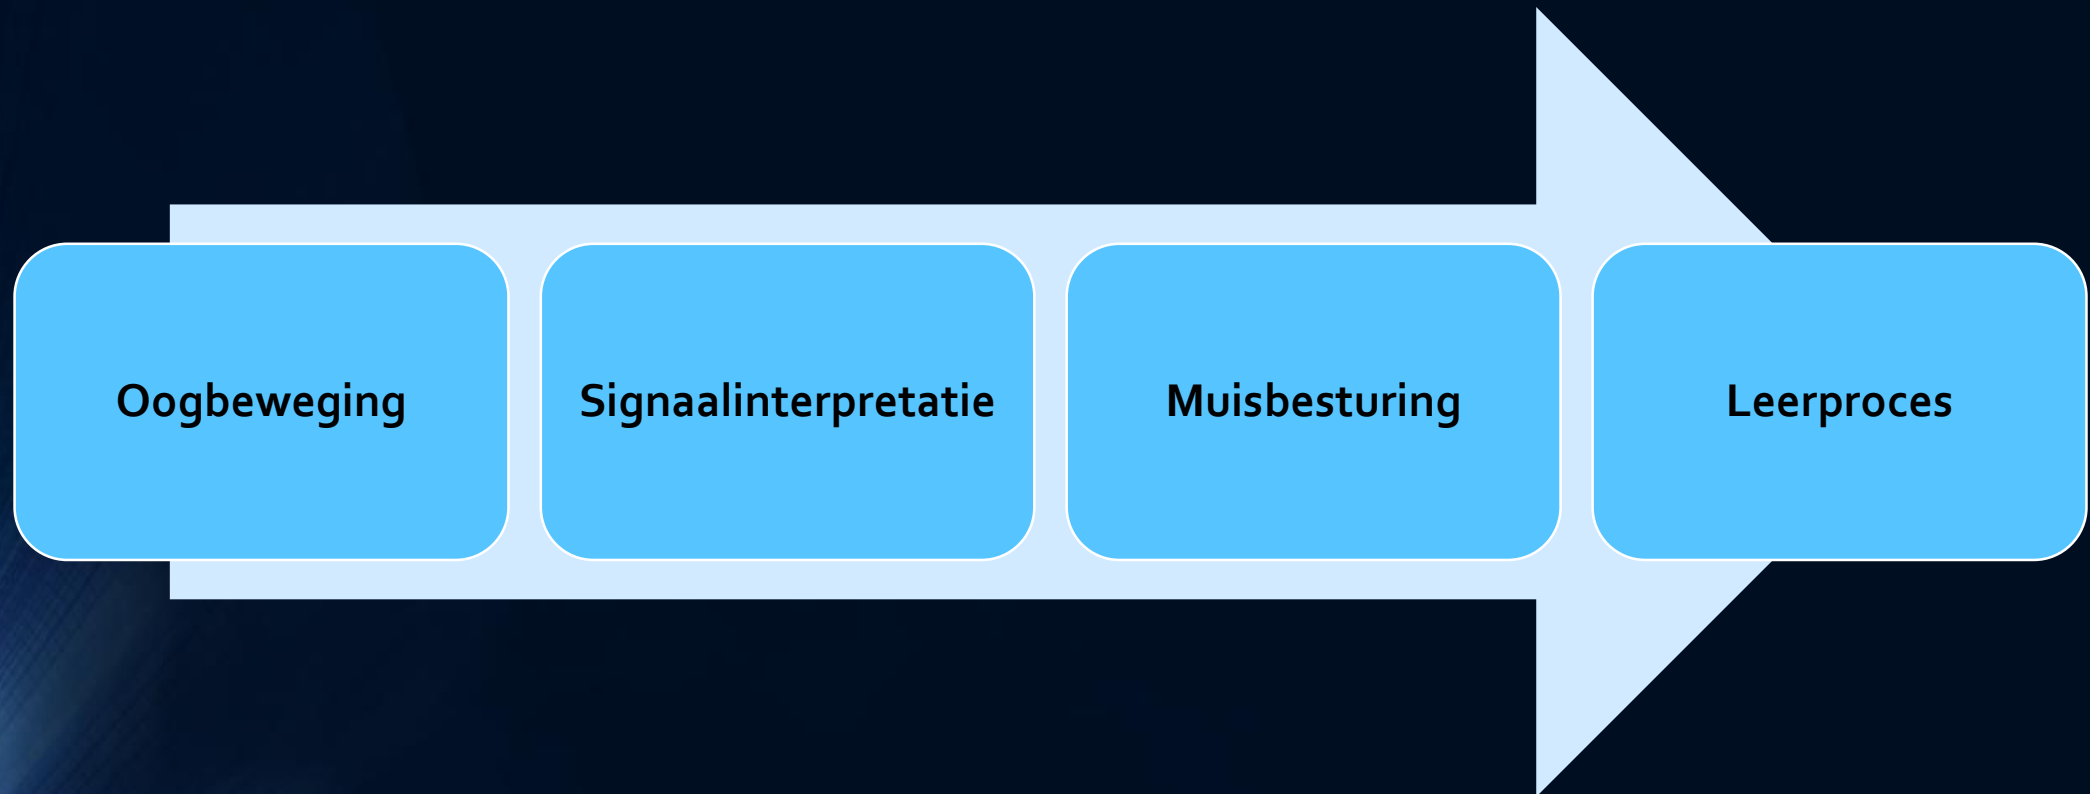 Oogbeweging
Signaalinterpretatie
Muisbesturing
Leerproces